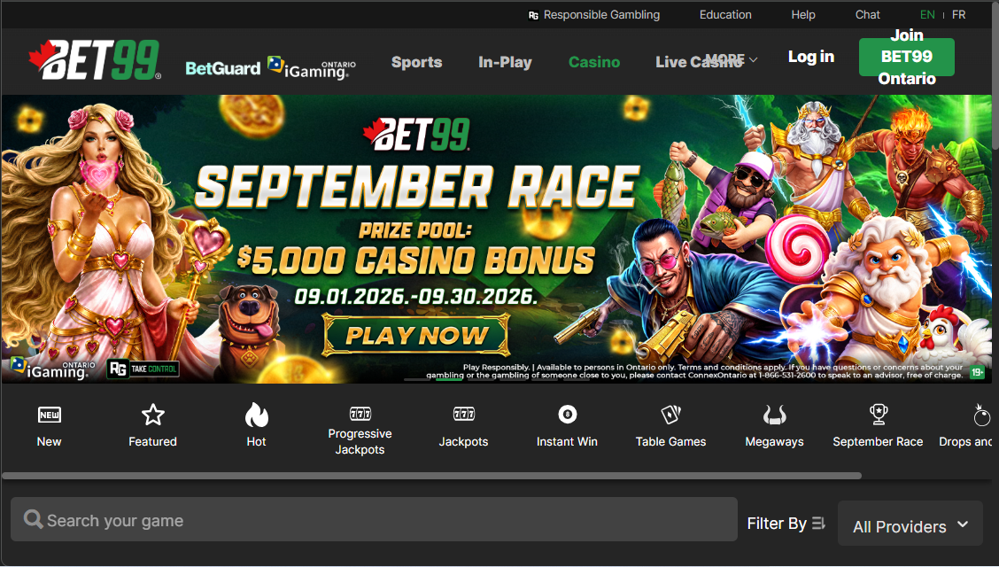 RG Responsible Gambling Education Help Chat EN FR
BET99
BetGuard iGaming ONTARIO
Sports In-Play Casino Live Casino MORE Log in
Join
BET99
Ontario
BET99
SEPTEMBER RACE
PRIZE POOL:
$5,000 CASINO BONUS
09.01.2026.-09.30.2026.
PLAY NOW
iGaming ONTARIO RG TAKE CONTROL
Play Responsibly. | Available to persons in Ontario only. Terms and conditions apply. If you have questions or concerns about your
gambling or the gambling of someone close to you, please contact ConnexOntario at 1-866-531-2600 to speak to an advisor, free of charge.
19+
NEW
New
Featured
Hot
777
Progressive
Jackpots
777
Jackpots
8
Instant Win
Table Games
Megaways
September Race
Drops and
Search your game
Filter By
All Providers